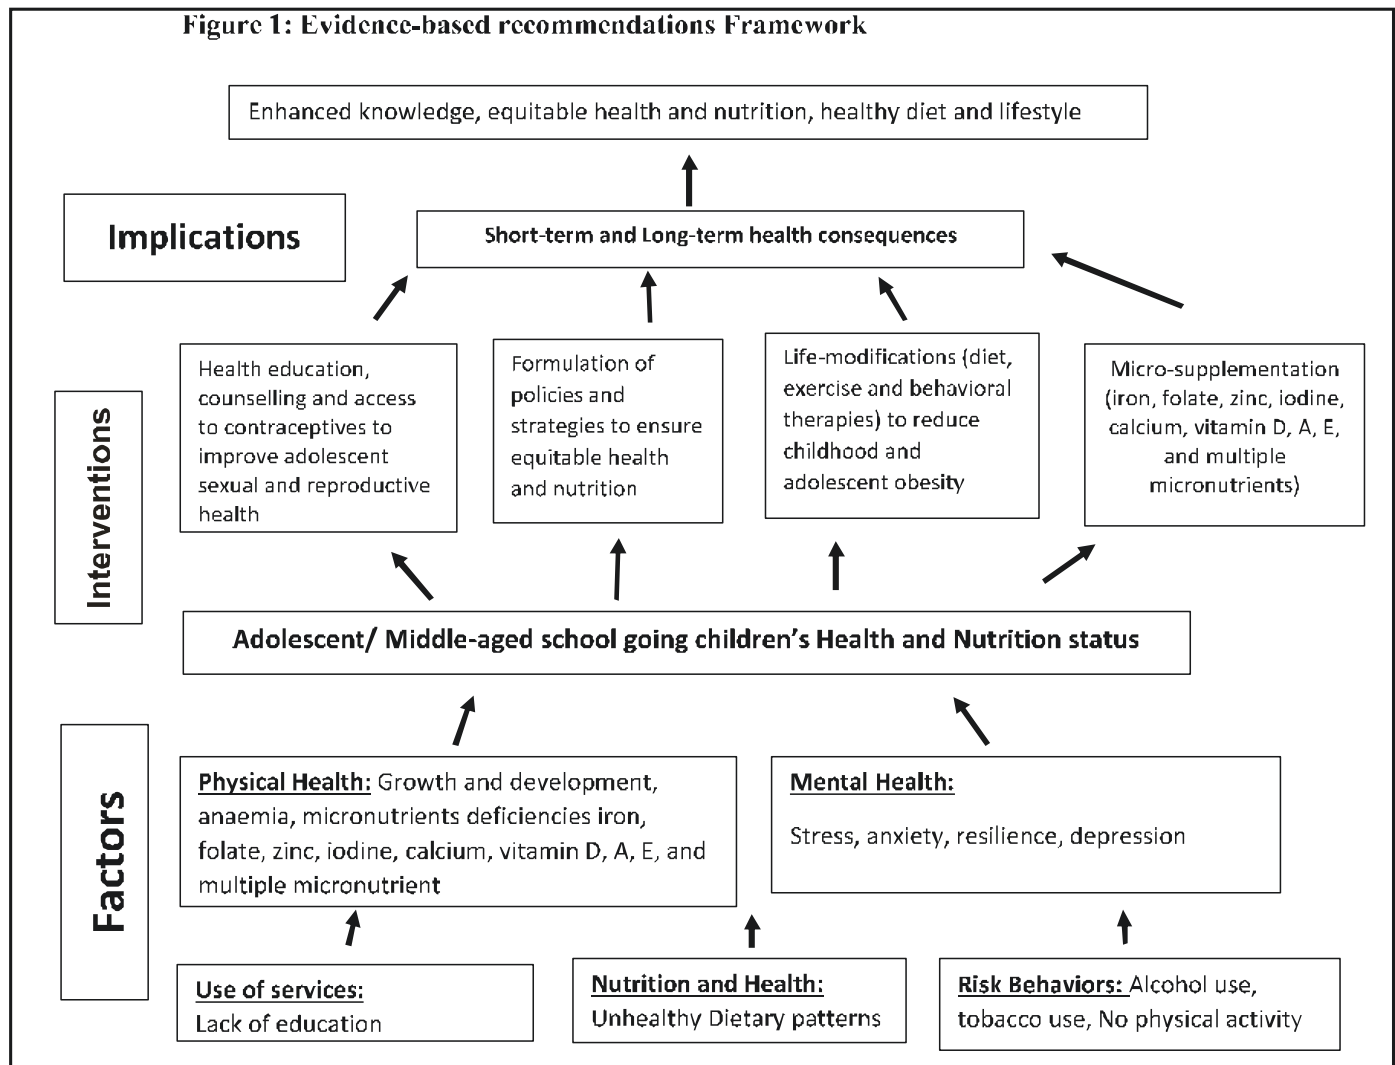 Figure 1: Evidence-based recommendations Framework
Enhanced knowledge, equitable health and nutrition, healthy diet and lifestyle
Implications
Short-term and Long-term health consequences
Interventions
Health education,
counselling and access
to contraceptives to
improve adolescent
sexual and reproductive
health
Formulation of
policies and
strategies to ensure
equitable health
and nutrition
Life-modifications (diet,
exercise and behavioral
therapies) to reduce
childhood and
adolescent obesity
Micro-supplementation
(iron, folate, zinc, iodine,
calcium, vitamin D, A, E,
and multiple
micronutrients)
Adolescent/ Middle-aged school going children's Health and Nutrition status
Factors
Physical Health: Growth and development,
anaemia, micronutrients deficiencies iron,
folate, zinc, iodine, calcium, vitamin D, A, E, and
multiple micronutrient
Mental Health:
Stress, anxiety, resilience, depression
Use of services:
Lack of education
Nutrition and Health:
Unhealthy Dietary patterns
Risk Behaviors: Alcohol use,
tobacco use, No physical activity